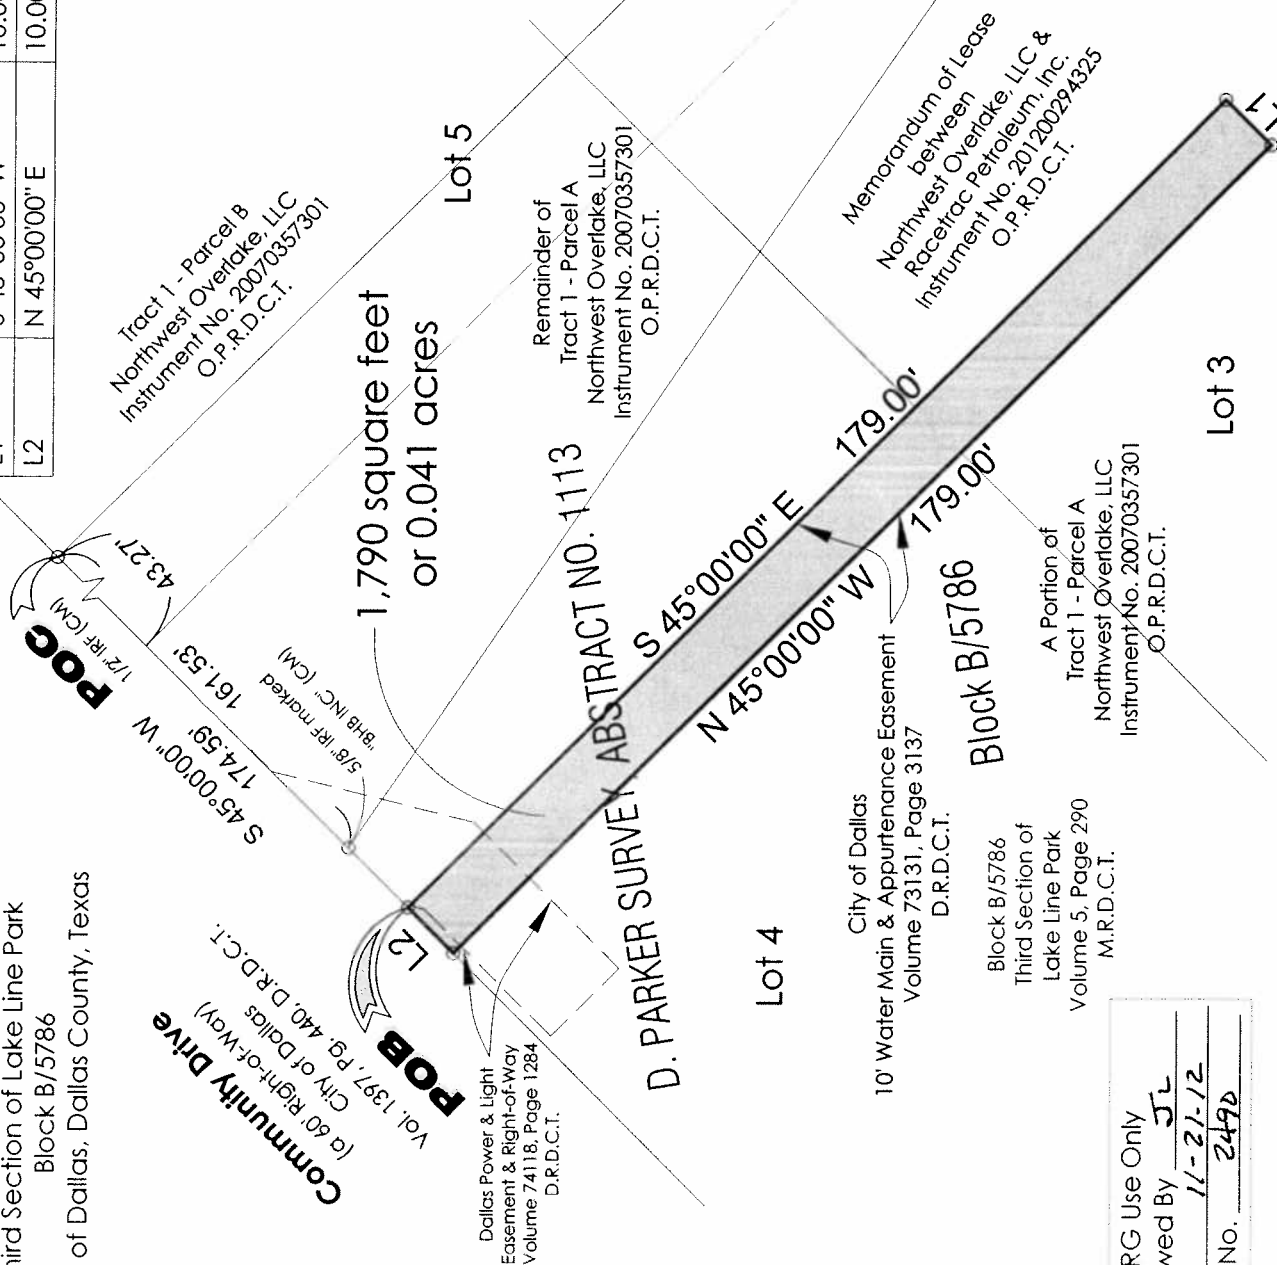 hird Section of Lake Line Park
Block B/5786
of Dallas, Dallas County, Texas
L2 N 45°00'00" E 10.0
Tract 1 - Parcel B
Northwest Overlake, LLC
Instrument No. 20070357301
O.P.R.D.C.T.
Lot 5
Memorandum of Lease
between
Northwest Overlake, LLC &
Racetrac Petroleum, Inc.
Instrument No. 201200294325
O.P.R.D.C.T.
Remainder of
Tract 1 - Parcel A
Northwest Overlake, LLC
Instrument No. 20070357301
O.P.R.D.C.T.
1,790 square feet
or 0.041 acres
POC
1/2" IRF (CM)
43.27'
161.53'
S 45°00'00" W
174.59'
5/8" IRF marked
"BHB INC" (CM)
D. PARKER SURVEY, ABSTRACT NO. 1113
S 45°00'00" E 179.00'
N 45°00'00" W 179.00'
L2
POB
Community Drive
(a 60' Right-of-Way)
City of Dallas
Vol. 1397, Pg. 440, D.R.D.C.T.
Dallas Power & Light
Easement & Right-of-Way
Volume 74118, Page 1284
D.R.D.C.T.
Lot 4
City of Dallas
10' Water Main & Appurtenance Easement
Volume 73131, Page 3137
D.R.D.C.T.
Block B/5786
Lot 3
A Portion of
Tract 1 - Parcel A
Northwest Overlake, LLC
Instrument No. 20070357301
O.P.R.D.C.T.
Block B/5786
Third Section of
Lake Line Park
Volume 5, Page 290
M.R.D.C.T.
RG Use Only
wed By JL
11-21-12
No. 2490